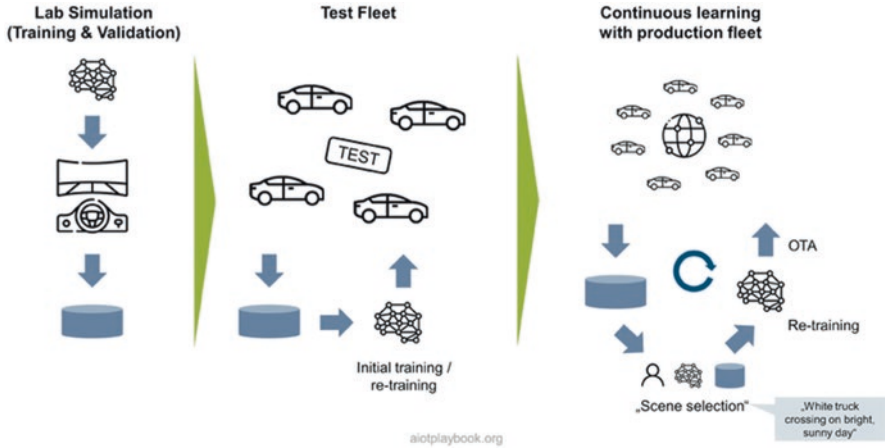 Lab Simulation
(Training & Validation)
Test Fleet
Continuous learning
with production fleet
TEST
OTA
Re-training
Initial training /
re-training
„Scene selection“
„White truck
crossing on bright,
sunny day“
aiotplaybook.org